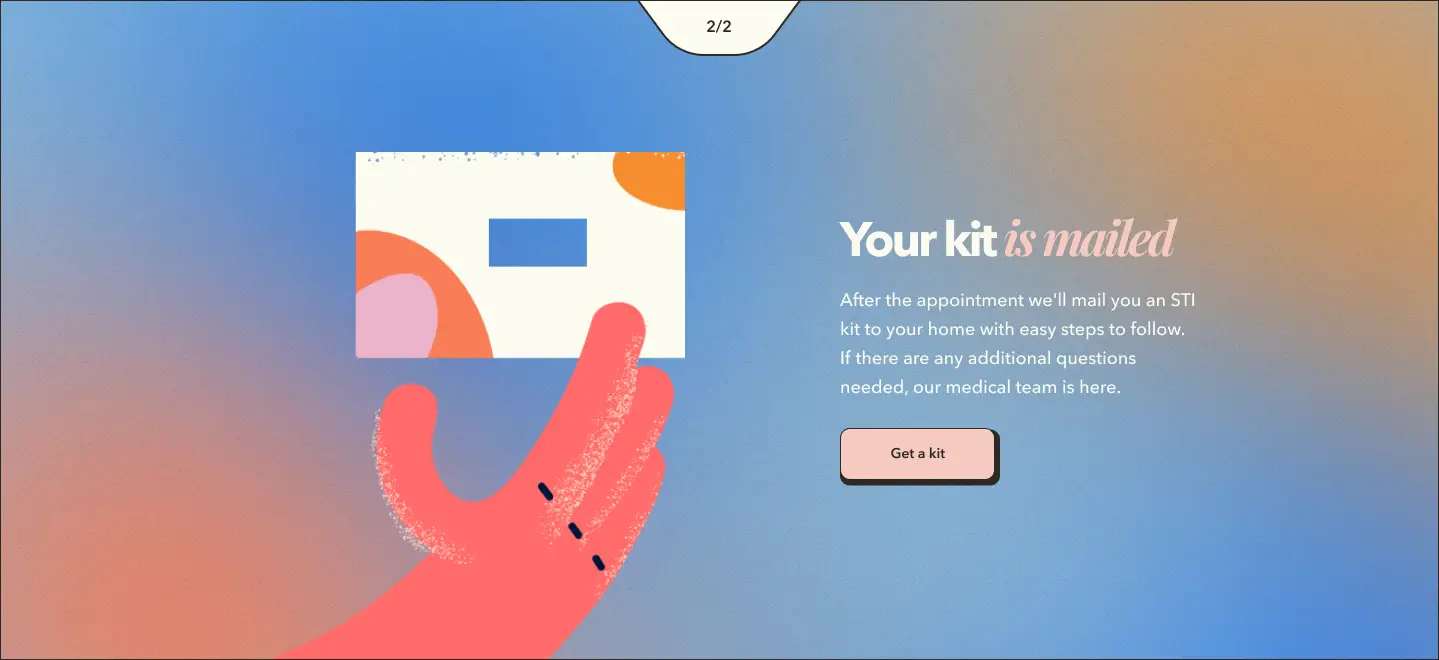 2/2
Your kit is mailed
After the appointment we'll mail you an STI
kit to your home with easy steps to follow.
If there are any additional questions
needed, our medical team is here.
Get a kit